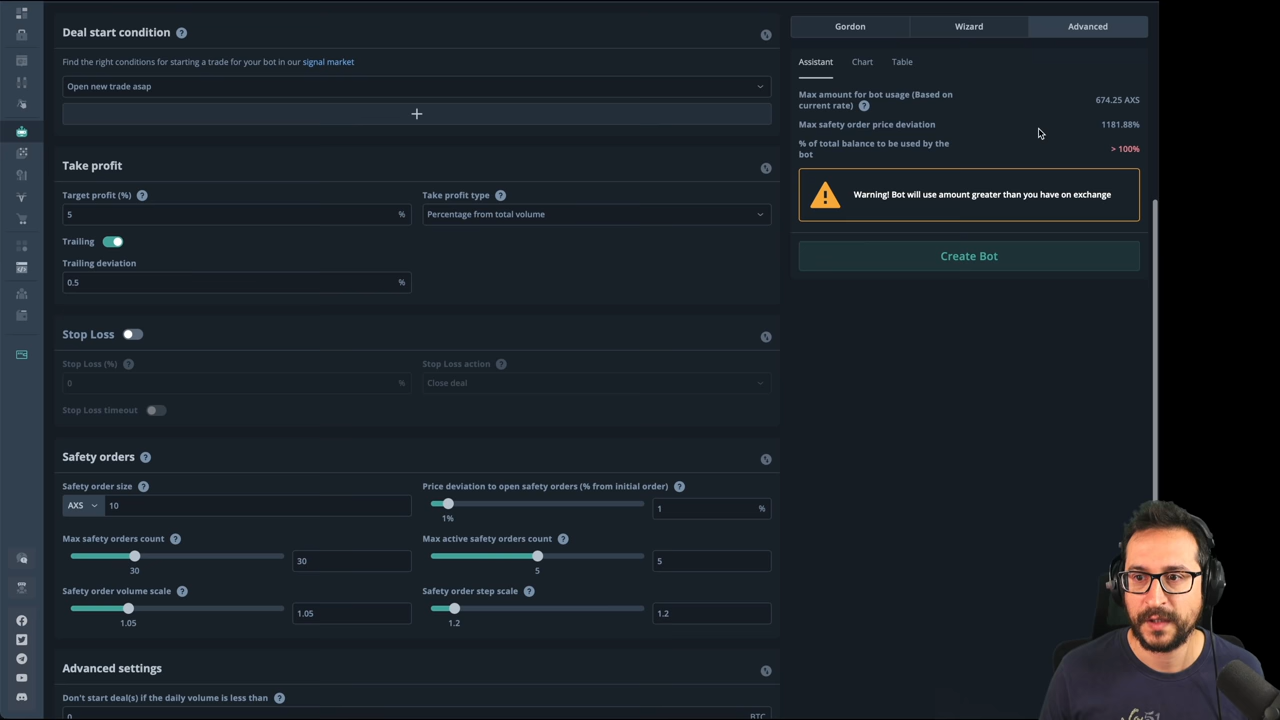 Deal start condition ?
Find the right conditions for starting a trade for your bot in our signal market
Open new trade asap
+
Take profit
Target profit (%) ?
Take profit type ?
5 %
Percentage from total volume
Trailing
Trailing deviation
0.5 %
Stop Loss
Stop Loss (%) ?
Stop Loss action ?
0 %
Close deal
Stop Loss timeout
Safety orders ?
Safety order size ?
Price deviation to open safety orders (% from initial order) ?
AXS 10
1 %
1%
Max safety orders count ?
Max active safety orders count ?
30
30
5
5
Safety order volume scale ?
Safety order step scale ?
1.05
1.05
1.2
1.2
Advanced settings
Don't start deal(s) if the daily volume is less than ?
0 BTC
Gordon
Wizard
Advanced
Assistant
Chart
Table
Max amount for bot usage (Based on
current rate) ?
674.25 AXS
Max safety order price deviation
1181.88%
% of total balance to be used by the
bot
> 100%
Warning! Bot will use amount greater than you have on exchange
Create Bot